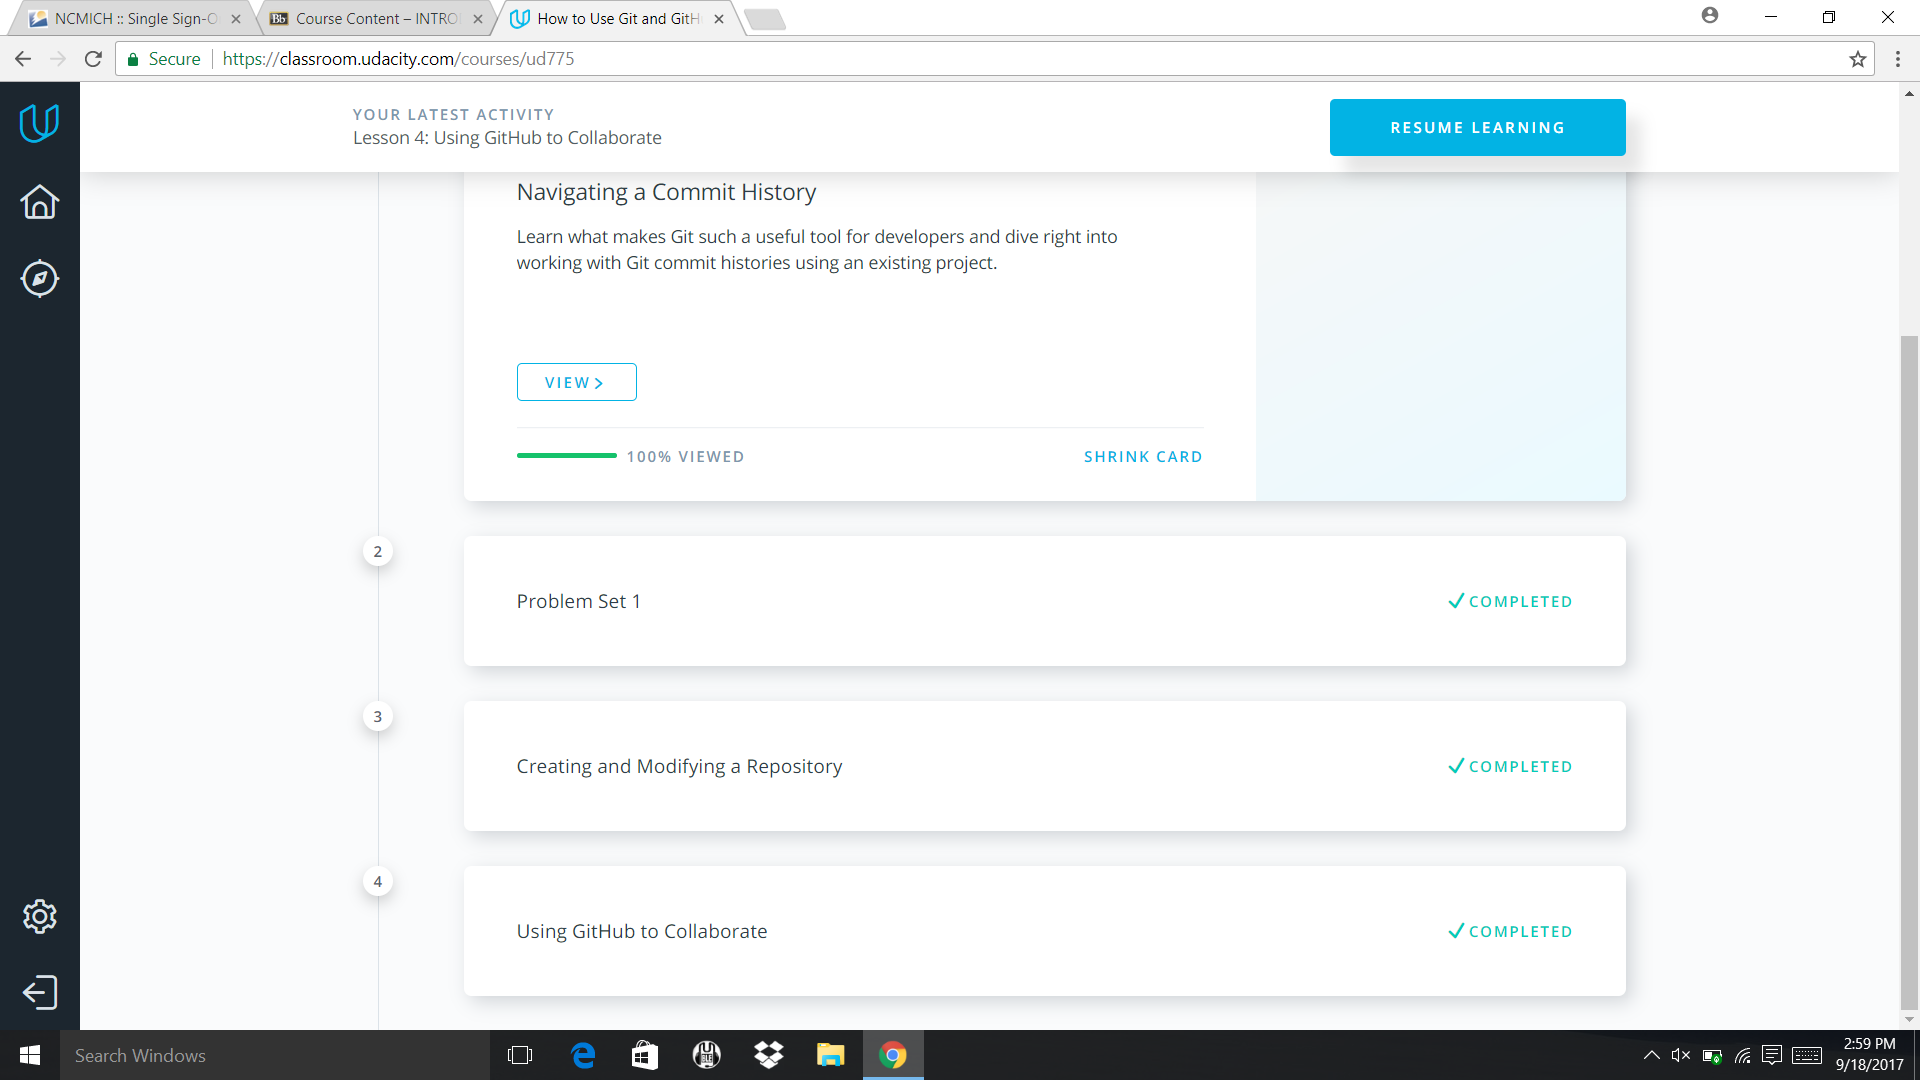 NCMICH :: Single Sign-O
Bb Course Content – INTRO
How to Use Git and GitH
Secure https://classroom.udacity.com/courses/ud775
YOUR LATEST ACTIVITY
Lesson 4: Using GitHub to Collaborate
RESUME LEARNING
Navigating a Commit History
Learn what makes Git such a useful tool for developers and dive right into
working with Git commit histories using an existing project.
VIEW >
100% VIEWED
SHRINK CARD
2
Problem Set 1
COMPLETED
3
Creating and Modifying a Repository
COMPLETED
4
Using GitHub to Collaborate
COMPLETED
Search Windows
2:59 PM
9/18/2017